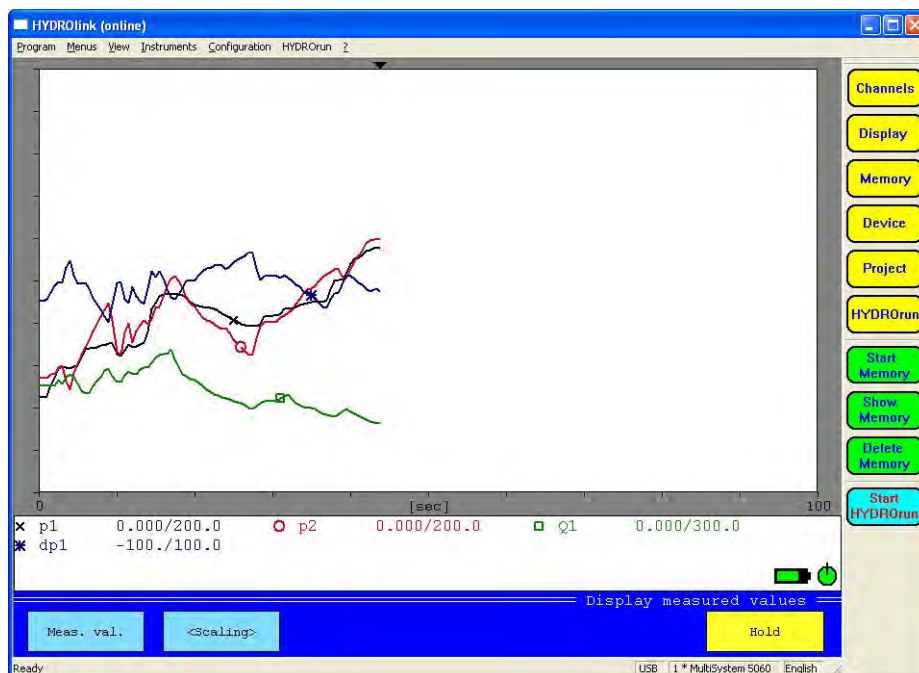 HYDROlink (online)
Program Menus View Instruments Configuration HYDROrun ?
Channels
Display
Memory
Device
Project
HYDROrun
Start
Memory
Show
Memory
Delete
Memory
Start
HYDROrun
0 [sec] 100
p1 0.000/200.0 p2 0.000/200.0 Q1 0.000/300.0
dp1 -100./100.0
Display measured values
Meas. val. <Scaling> Hold
Ready USB 1 * MultiSystem 5060 English